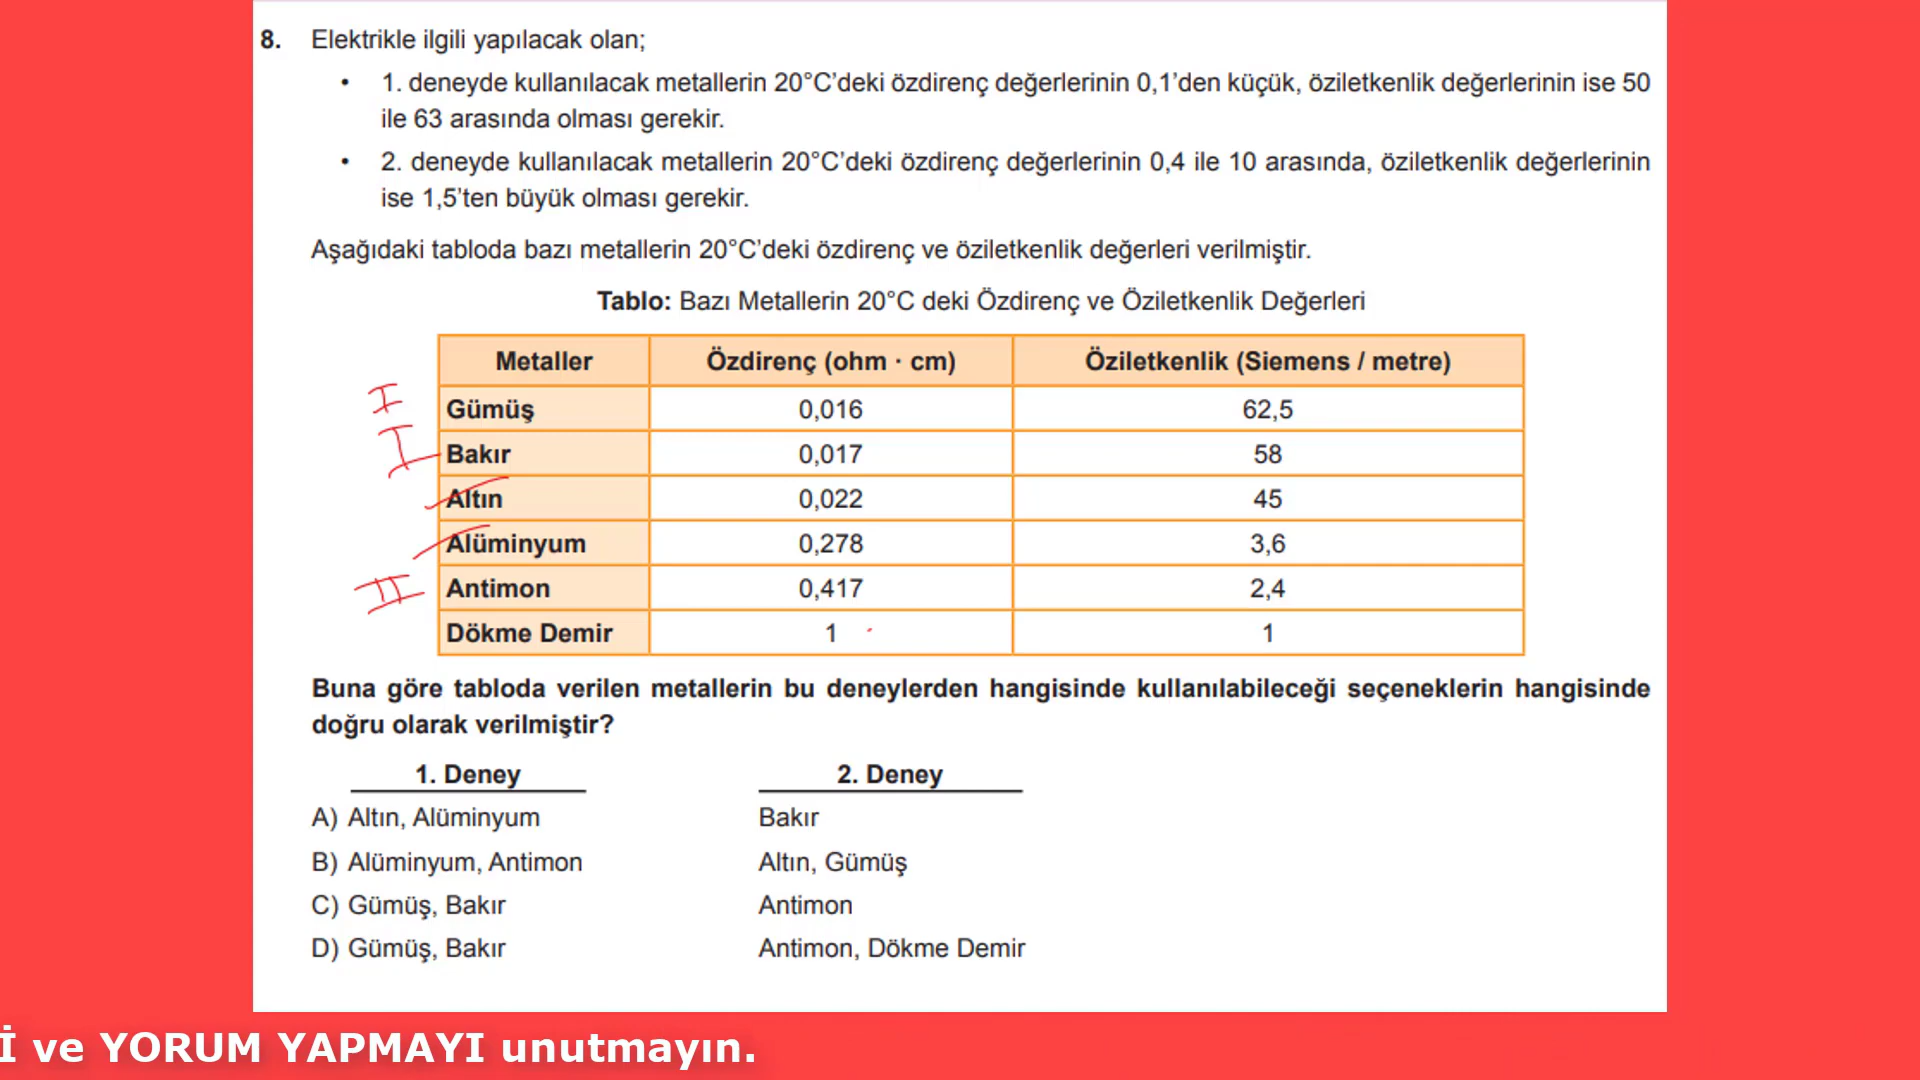 8. Elektrikle ilgili yapılacak olan;
• 1. deneyde kullanılacak metallerin 20°C’deki özdirenç değerlerinin 0,1’den küçük, öziletkenlik değerlerinin ise 50
ile 63 arasında olması gerekir.
• 2. deneyde kullanılacak metallerin 20°C’deki özdirenç değerlerinin 0,4 ile 10 arasında, öziletkenlik değerlerinin
ise 1,5’ten büyük olması gerekir.
Aşağıdaki tabloda bazı metallerin 20°C’deki özdirenç ve öziletkenlik değerleri verilmiştir.
Tablo: Bazı Metallerin 20°C deki Özdirenç ve Öziletkenlik Değerleri
Metaller Özdirenç (ohm · cm) Öziletkenlik (Siemens / metre)
I Gümüş 0,016 62,5
I Bakır 0,017 58
Altın 0,022 45
Alüminyum 0,278 3,6
II Antimon 0,417 2,4
Dökme Demir 1 1
Buna göre tabloda verilen metallerin bu deneylerden hangisinde kullanılabileceği seçeneklerin hangisinde
doğru olarak verilmiştir?
1. Deney 2. Deney
A) Altın, Alüminyum Bakır
B) Alüminyum, Antimon Altın, Gümüş
C) Gümüş, Bakır Antimon
D) Gümüş, Bakır Antimon, Dökme Demir
İ ve YORUM YAPMAYI unutmayın.